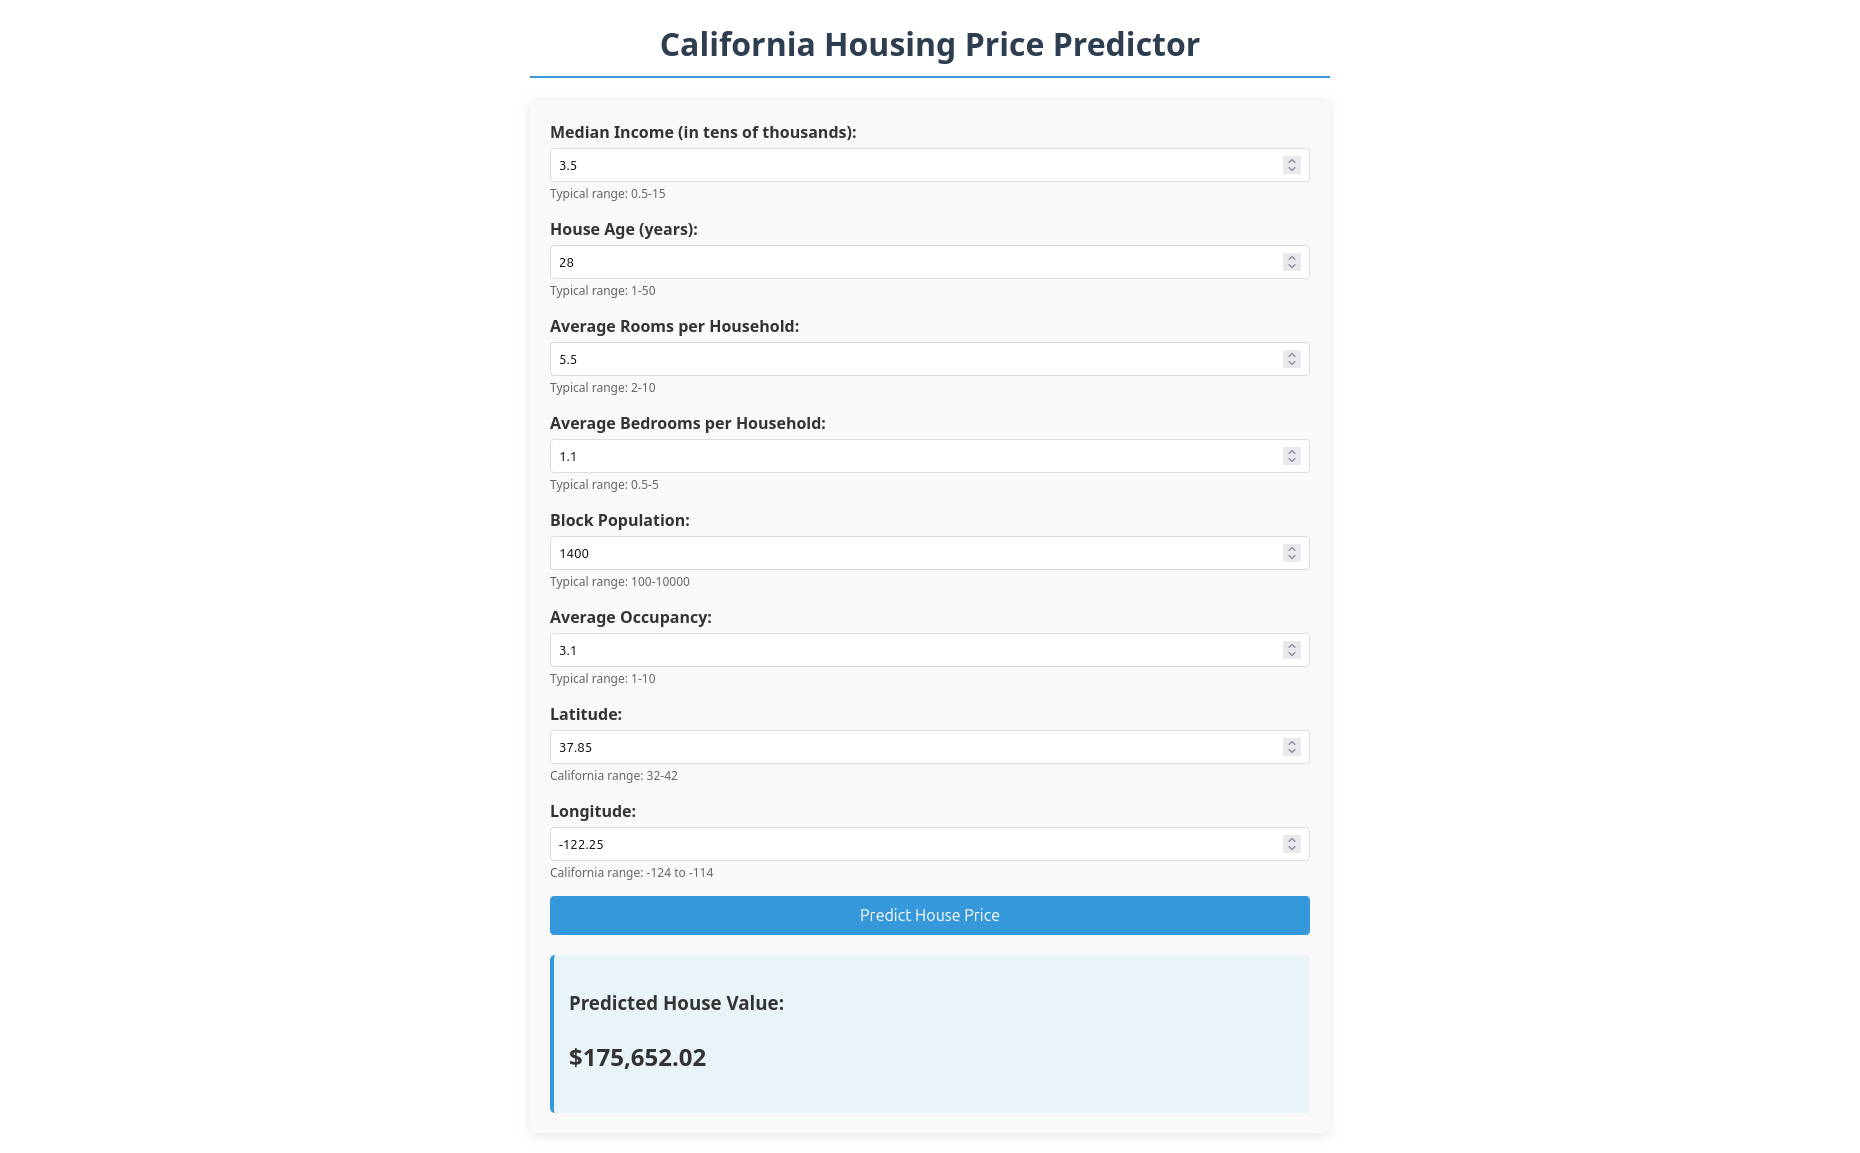 California Housing Price Predictor
Median Income (in tens of thousands):
3.5
Typical range: 0.5-15
House Age (years):
28
Typical range: 1-50
Average Rooms per Household:
5.5
Typical range: 2-10
Average Bedrooms per Household:
1.1
Typical range: 0.5-5
Block Population:
1400
Typical range: 100-10000
Average Occupancy:
3.1
Typical range: 1-10
Latitude:
37.85
California range: 32-42
Longitude:
-122.25
California range: -124 to -114
Predict House Price
Predicted House Value:
$175,652.02